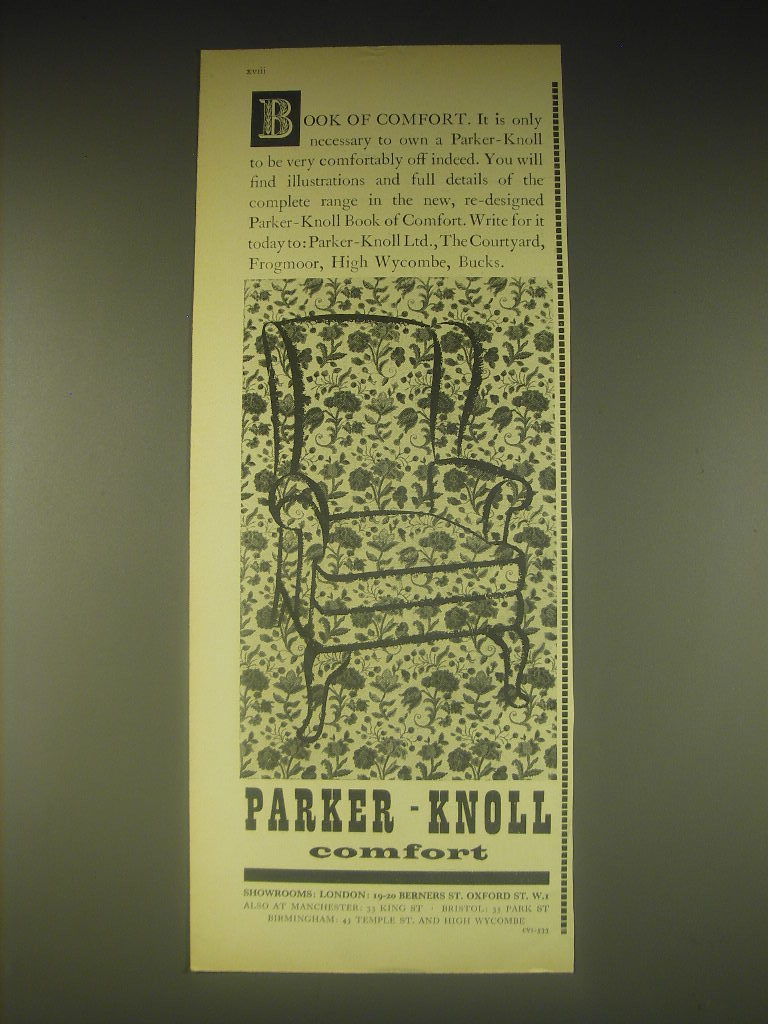 xviii
BOOK OF COMFORT. It is only
necessary to own a Parker-Knoll
to be very comfortably off indeed. You will
find illustrations and full details of the
complete range in the new, re-designed
Parker-Knoll Book of Comfort. Write for it
today to: Parker-Knoll Ltd., The Courtyard,
Frogmoor, High Wycombe, Bucks.
PARKER - KNOLL
comfort
SHOWROOMS: LONDON: 19-20 BERNERS ST. OXFORD ST. W.1
ALSO AT MANCHESTER: 33 KING ST · BRISTOL: 35 PARK ST
BIRMINGHAM: 43 TEMPLE ST. AND HIGH WYCOMBE